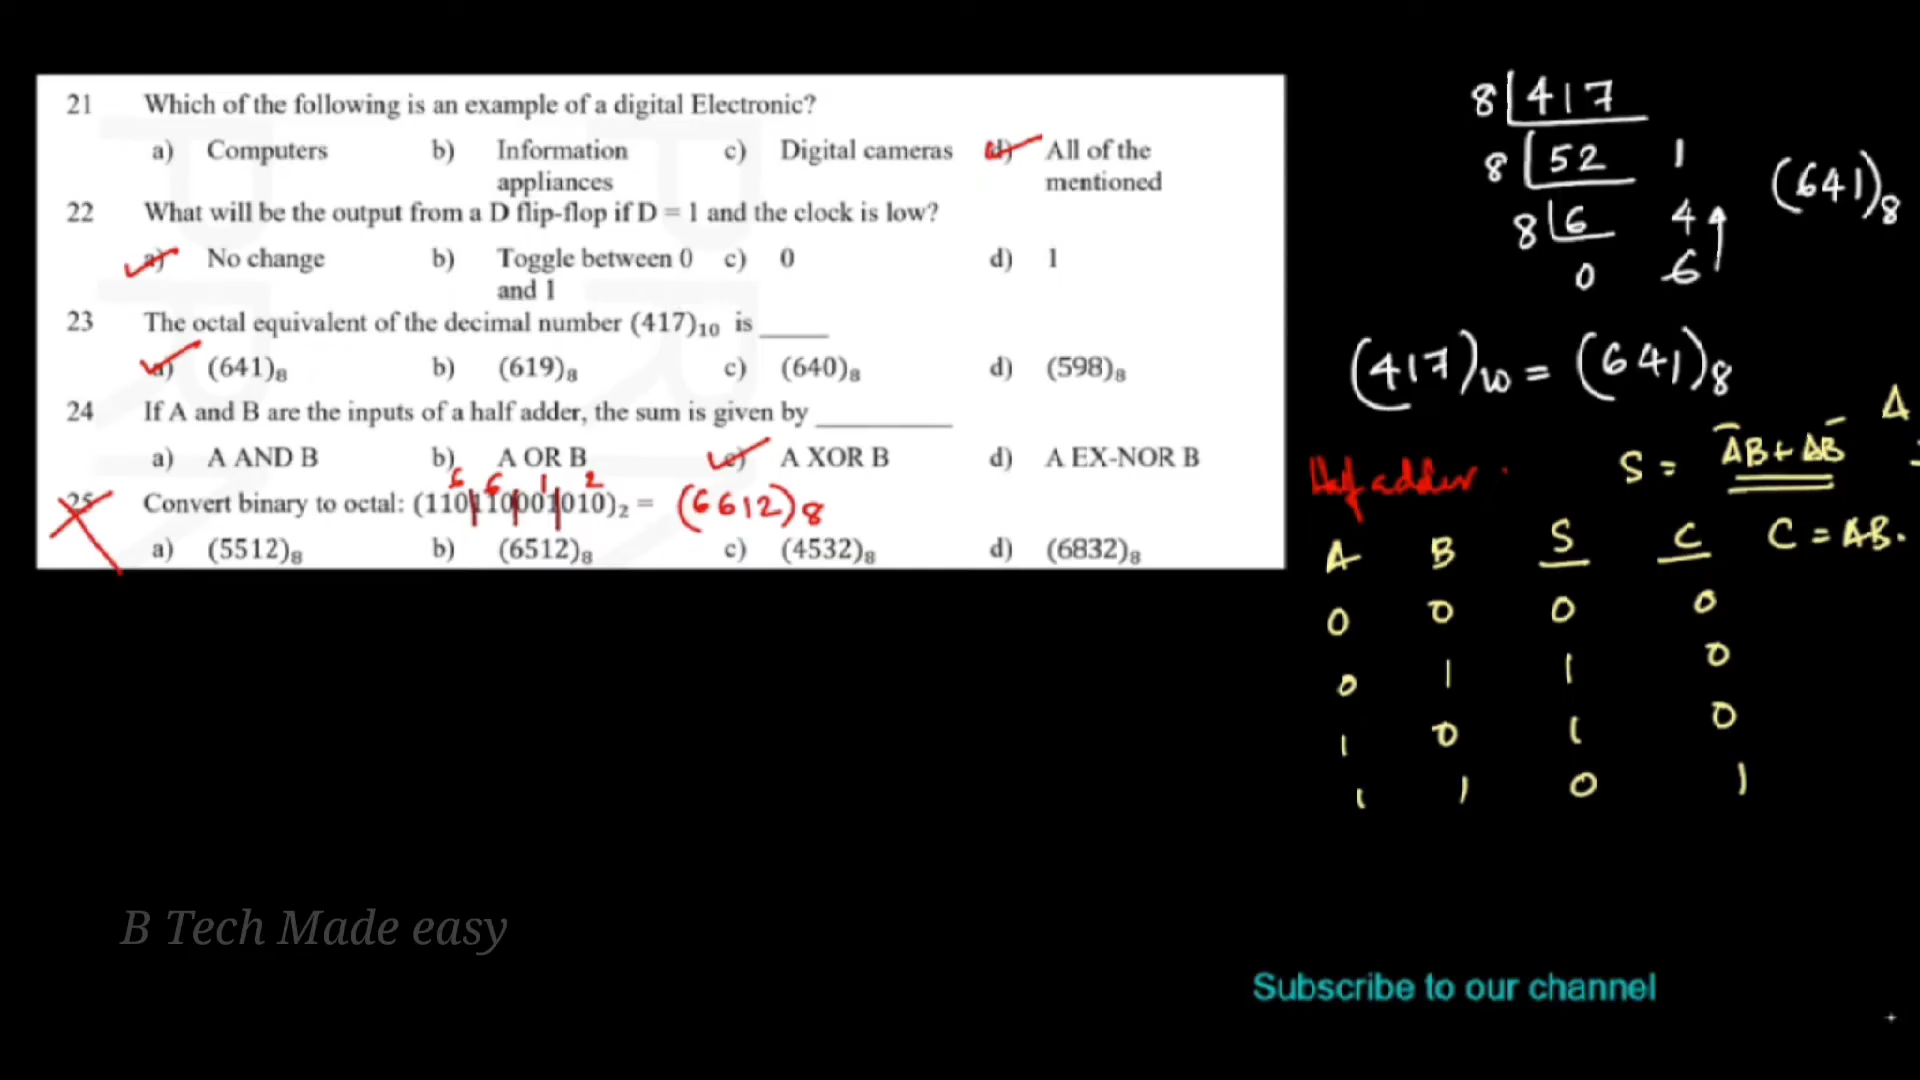 21 Which of the following is an example of a digital Electronic?
a) Computers b) Information appliances c) Digital cameras d) All of the mentioned
22 What will be the output from a D flip-flop if D = 1 and the clock is low?
a) No change b) Toggle between 0 and 1 c) 0 d) 1
23 The octal equivalent of the decimal number (417)₁₀ is _____
a) (641)₈ b) (619)₈ c) (640)₈ d) (598)₈
24 If A and B are the inputs of a half adder, the sum is given by __________
a) A AND B b) A OR B c) A XOR B d) A EX-NOR B
6 6 1 2
25 Convert binary to octal: (110110001010)₂ = (6612)₈
a) (5512)₈ b) (6512)₈ c) (4532)₈ d) (6832)₈
8 417
8 52 1
8 6 4
0 6
(641)₈
(417)₁₀ = (641)₈
Half adder
S = A̅B + AB̅
A
C = AB.
A B S C
0 0 0 0
0 1 1 0
1 0 1 0
1 1 0 1
B Tech Made easy
Subscribe to our channel